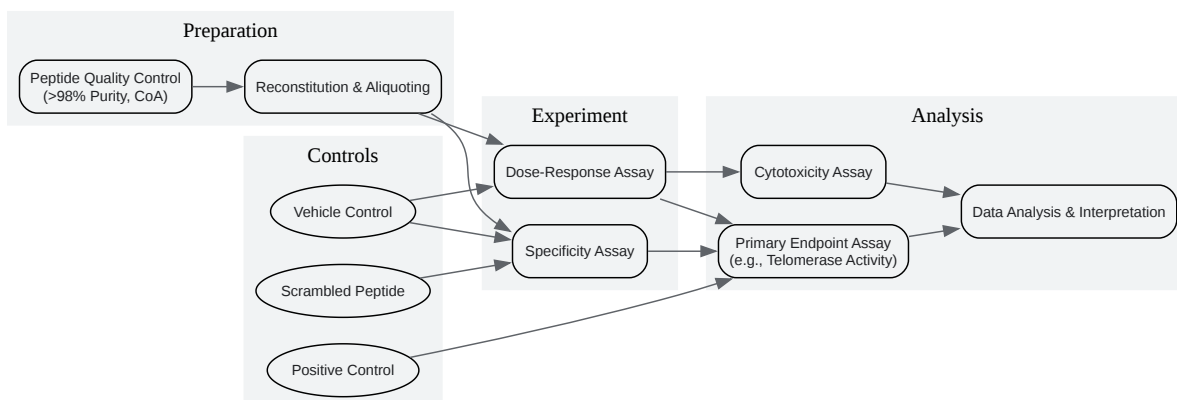 Preparation
Peptide Quality Control
(>98% Purity, CoA)
Reconstitution & Aliquoting
Controls
Vehicle Control
Scrambled Peptide
Positive Control
Experiment
Dose-Response Assay
Specificity Assay
Analysis
Cytotoxicity Assay
Primary Endpoint Assay
(e.g., Telomerase Activity)
Data Analysis & Interpretation